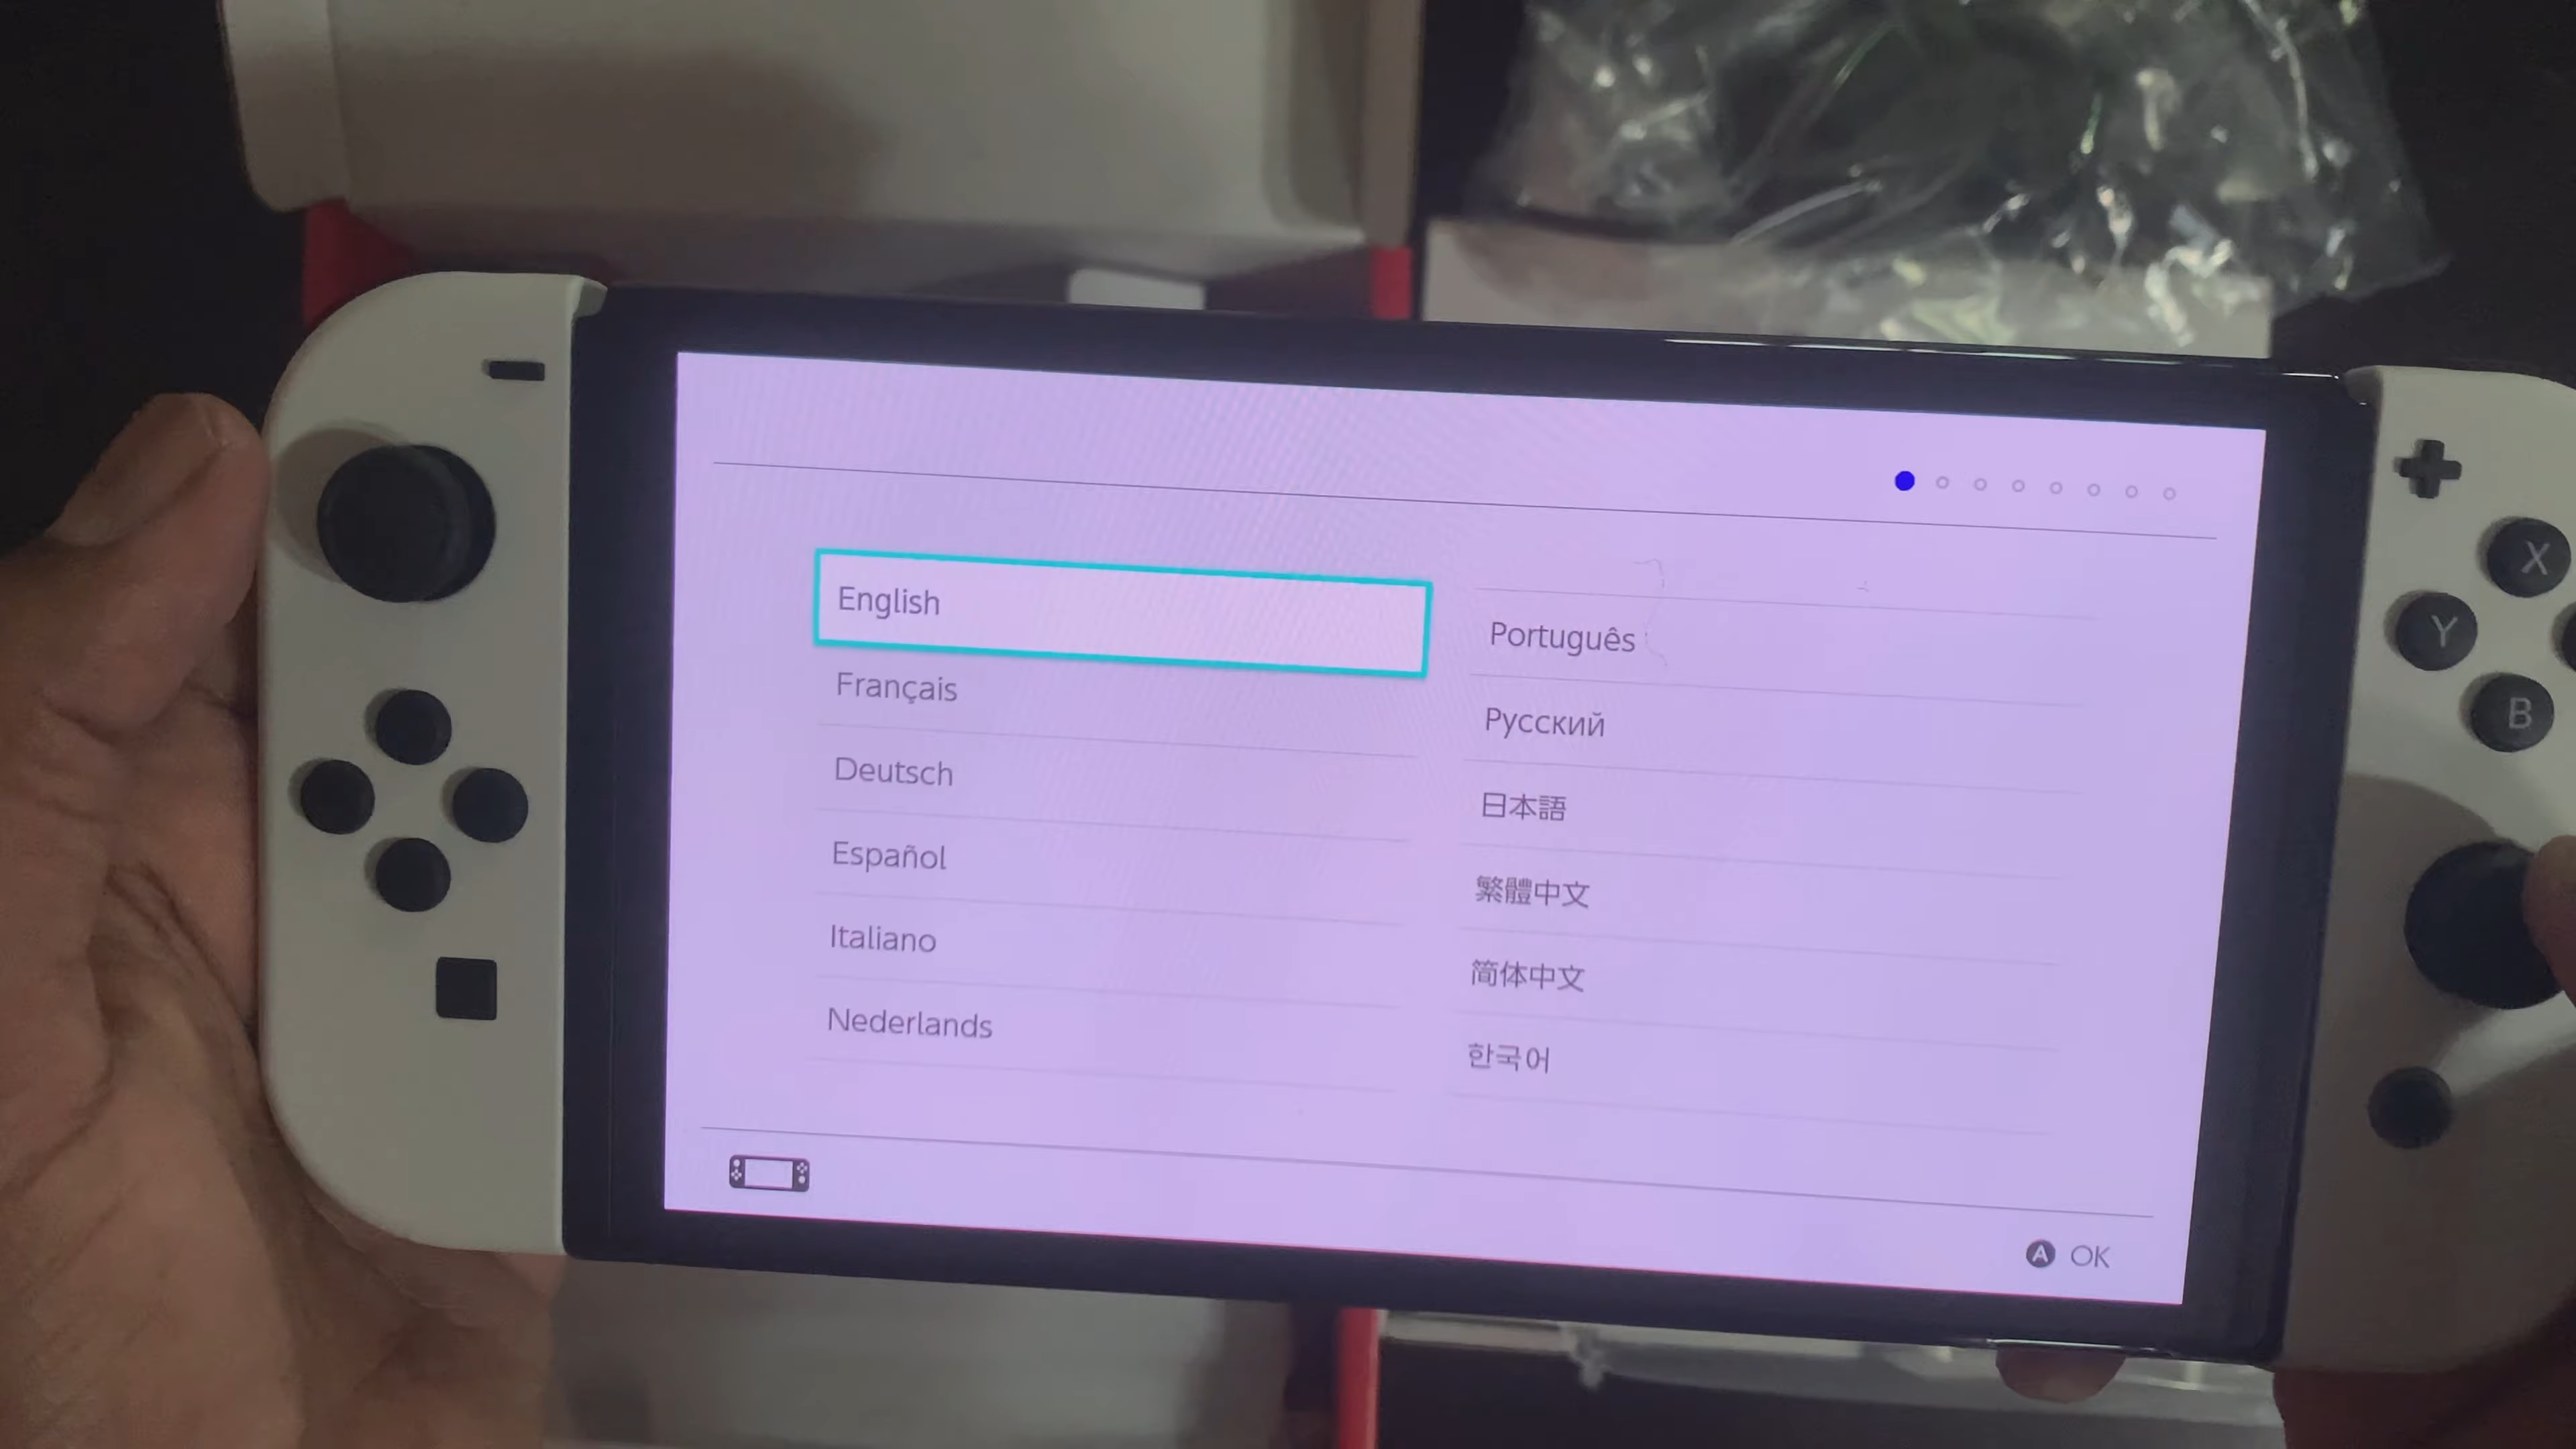 English
Français
Deutsch
Español
Italiano
Nederlands
Português
Русский
日本語
繁體中文
简体中文
한국어
A OK
X
Y
B